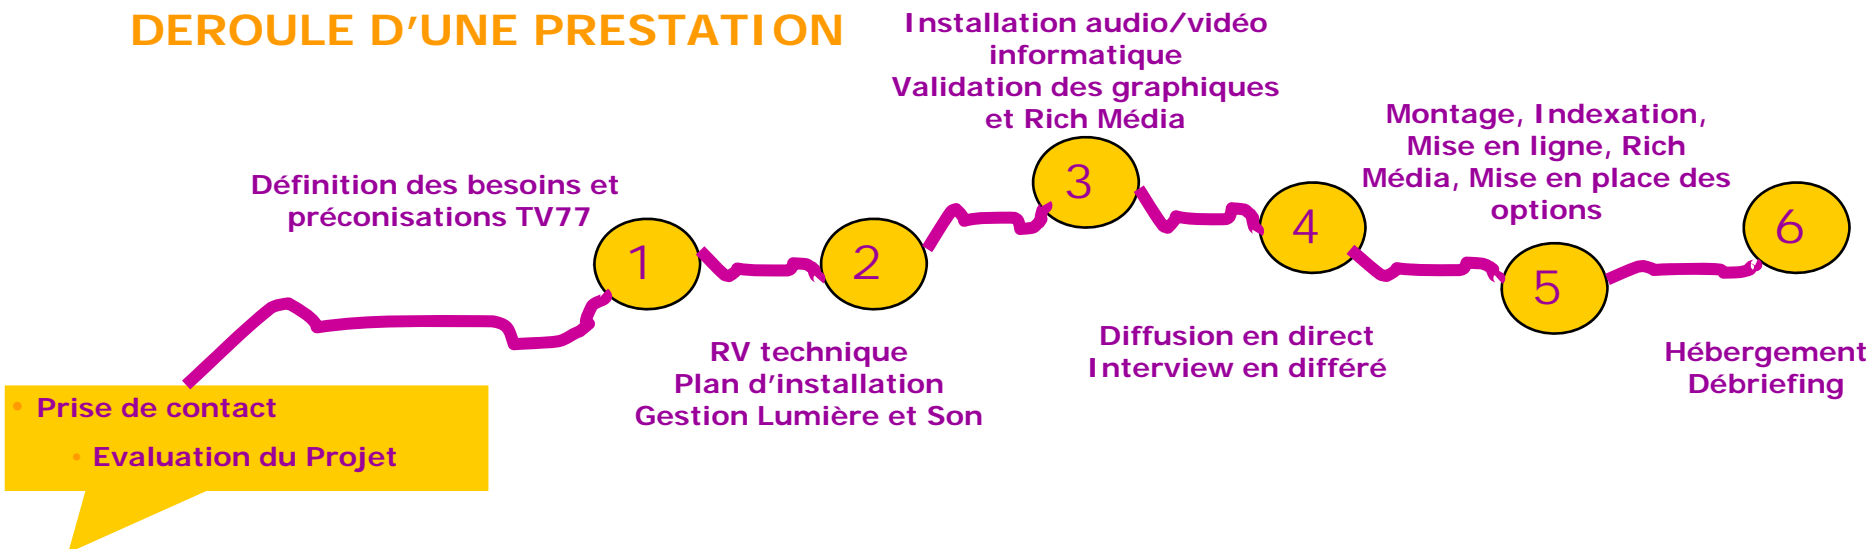 DEROULE D’UNE PRESTATION
• Prise de contact
• Evaluation du Projet
Définition des besoins et
préconisations TV77
1
2
RV technique
Plan d’installation
Gestion Lumière et Son
Installation audio/vidéo
informatique
Validation des graphiques
et Rich Média
3
4
Diffusion en direct
Interview en différé
Montage, Indexation,
Mise en ligne, Rich
Média, Mise en place des
options
5
6
Hébergement
Débriefing